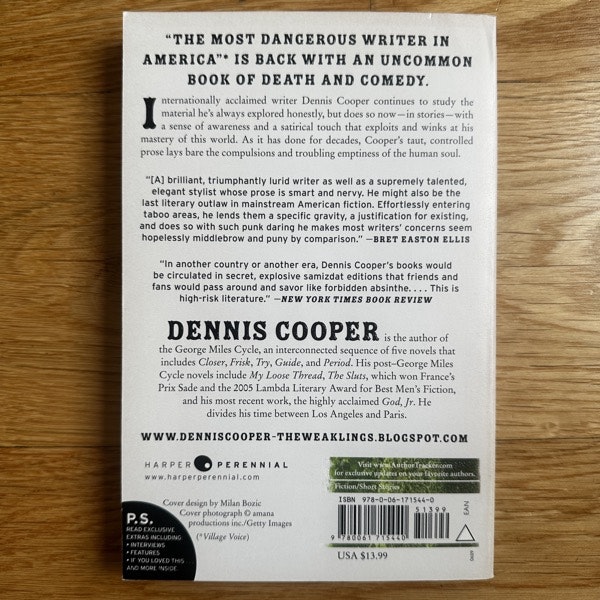 “THE MOST DANGEROUS WRITER IN
AMERICA”* IS BACK WITH AN UNCOMMON
BOOK OF DEATH AND COMEDY.
Internationally acclaimed writer Dennis Cooper continues to study the
material he’s always explored honestly, but does so now—in stories—with
a sense of awareness and a satirical touch that exploits and winks at his
mastery of this world. As it has done for decades, Cooper’s taut, controlled
prose lays bare the compulsions and troubling emptiness of the human soul.
“[A] brilliant, triumphantly lurid writer as well as a supremely talented,
elegant stylist whose prose is smart and nervy. He might also be the
last literary outlaw in mainstream American fiction. Effortlessly entering
taboo areas, he lends them a specific gravity, a justification for existing,
and does so with such punk daring he makes most writers’ concerns seem
hopelessly middlebrow and puny by comparison.” —BRET EASTON ELLIS
“In another country or another era, Dennis Cooper’s books would
be circulated in secret, explosive samizdat editions that friends and
fans would pass around and savor like forbidden absinthe. . . . This is
high-risk literature.” —NEW YORK TIMES BOOK REVIEW
DENNIS COOPER is the author of
the George Miles Cycle, an interconnected sequence of five novels that
includes Closer, Frisk, Try, Guide, and Period. His post–George Miles
Cycle novels include My Loose Thread, The Sluts, which won France’s
Prix Sade and the 2005 Lambda Literary Award for Best Men’s Fiction,
and his most recent work, the highly acclaimed God, Jr. He
divides his time between Los Angeles and Paris.
WWW.DENNISCOOPER-THEWEAKLINGS.BLOGSPOT.COM
HARPER PERENNIAL
www.harperperennial.com
Cover design by Milan Bozic
Cover photograph © amana
productions inc./Getty Images
(*Village Voice)
P.S.
READ EXCLUSIVE
EXTRAS INCLUDING
• INTERVIEWS
• FEATURES
• IF YOU LOVED THIS
AND MORE INSIDE
Visit www.AuthorTracker.com
for exclusive updates on your favorite authors.
Fiction/Short Stories
ISBN 978-0-06-171544-0
51399
EAN
9 780061 715440
0609
USA $13.99